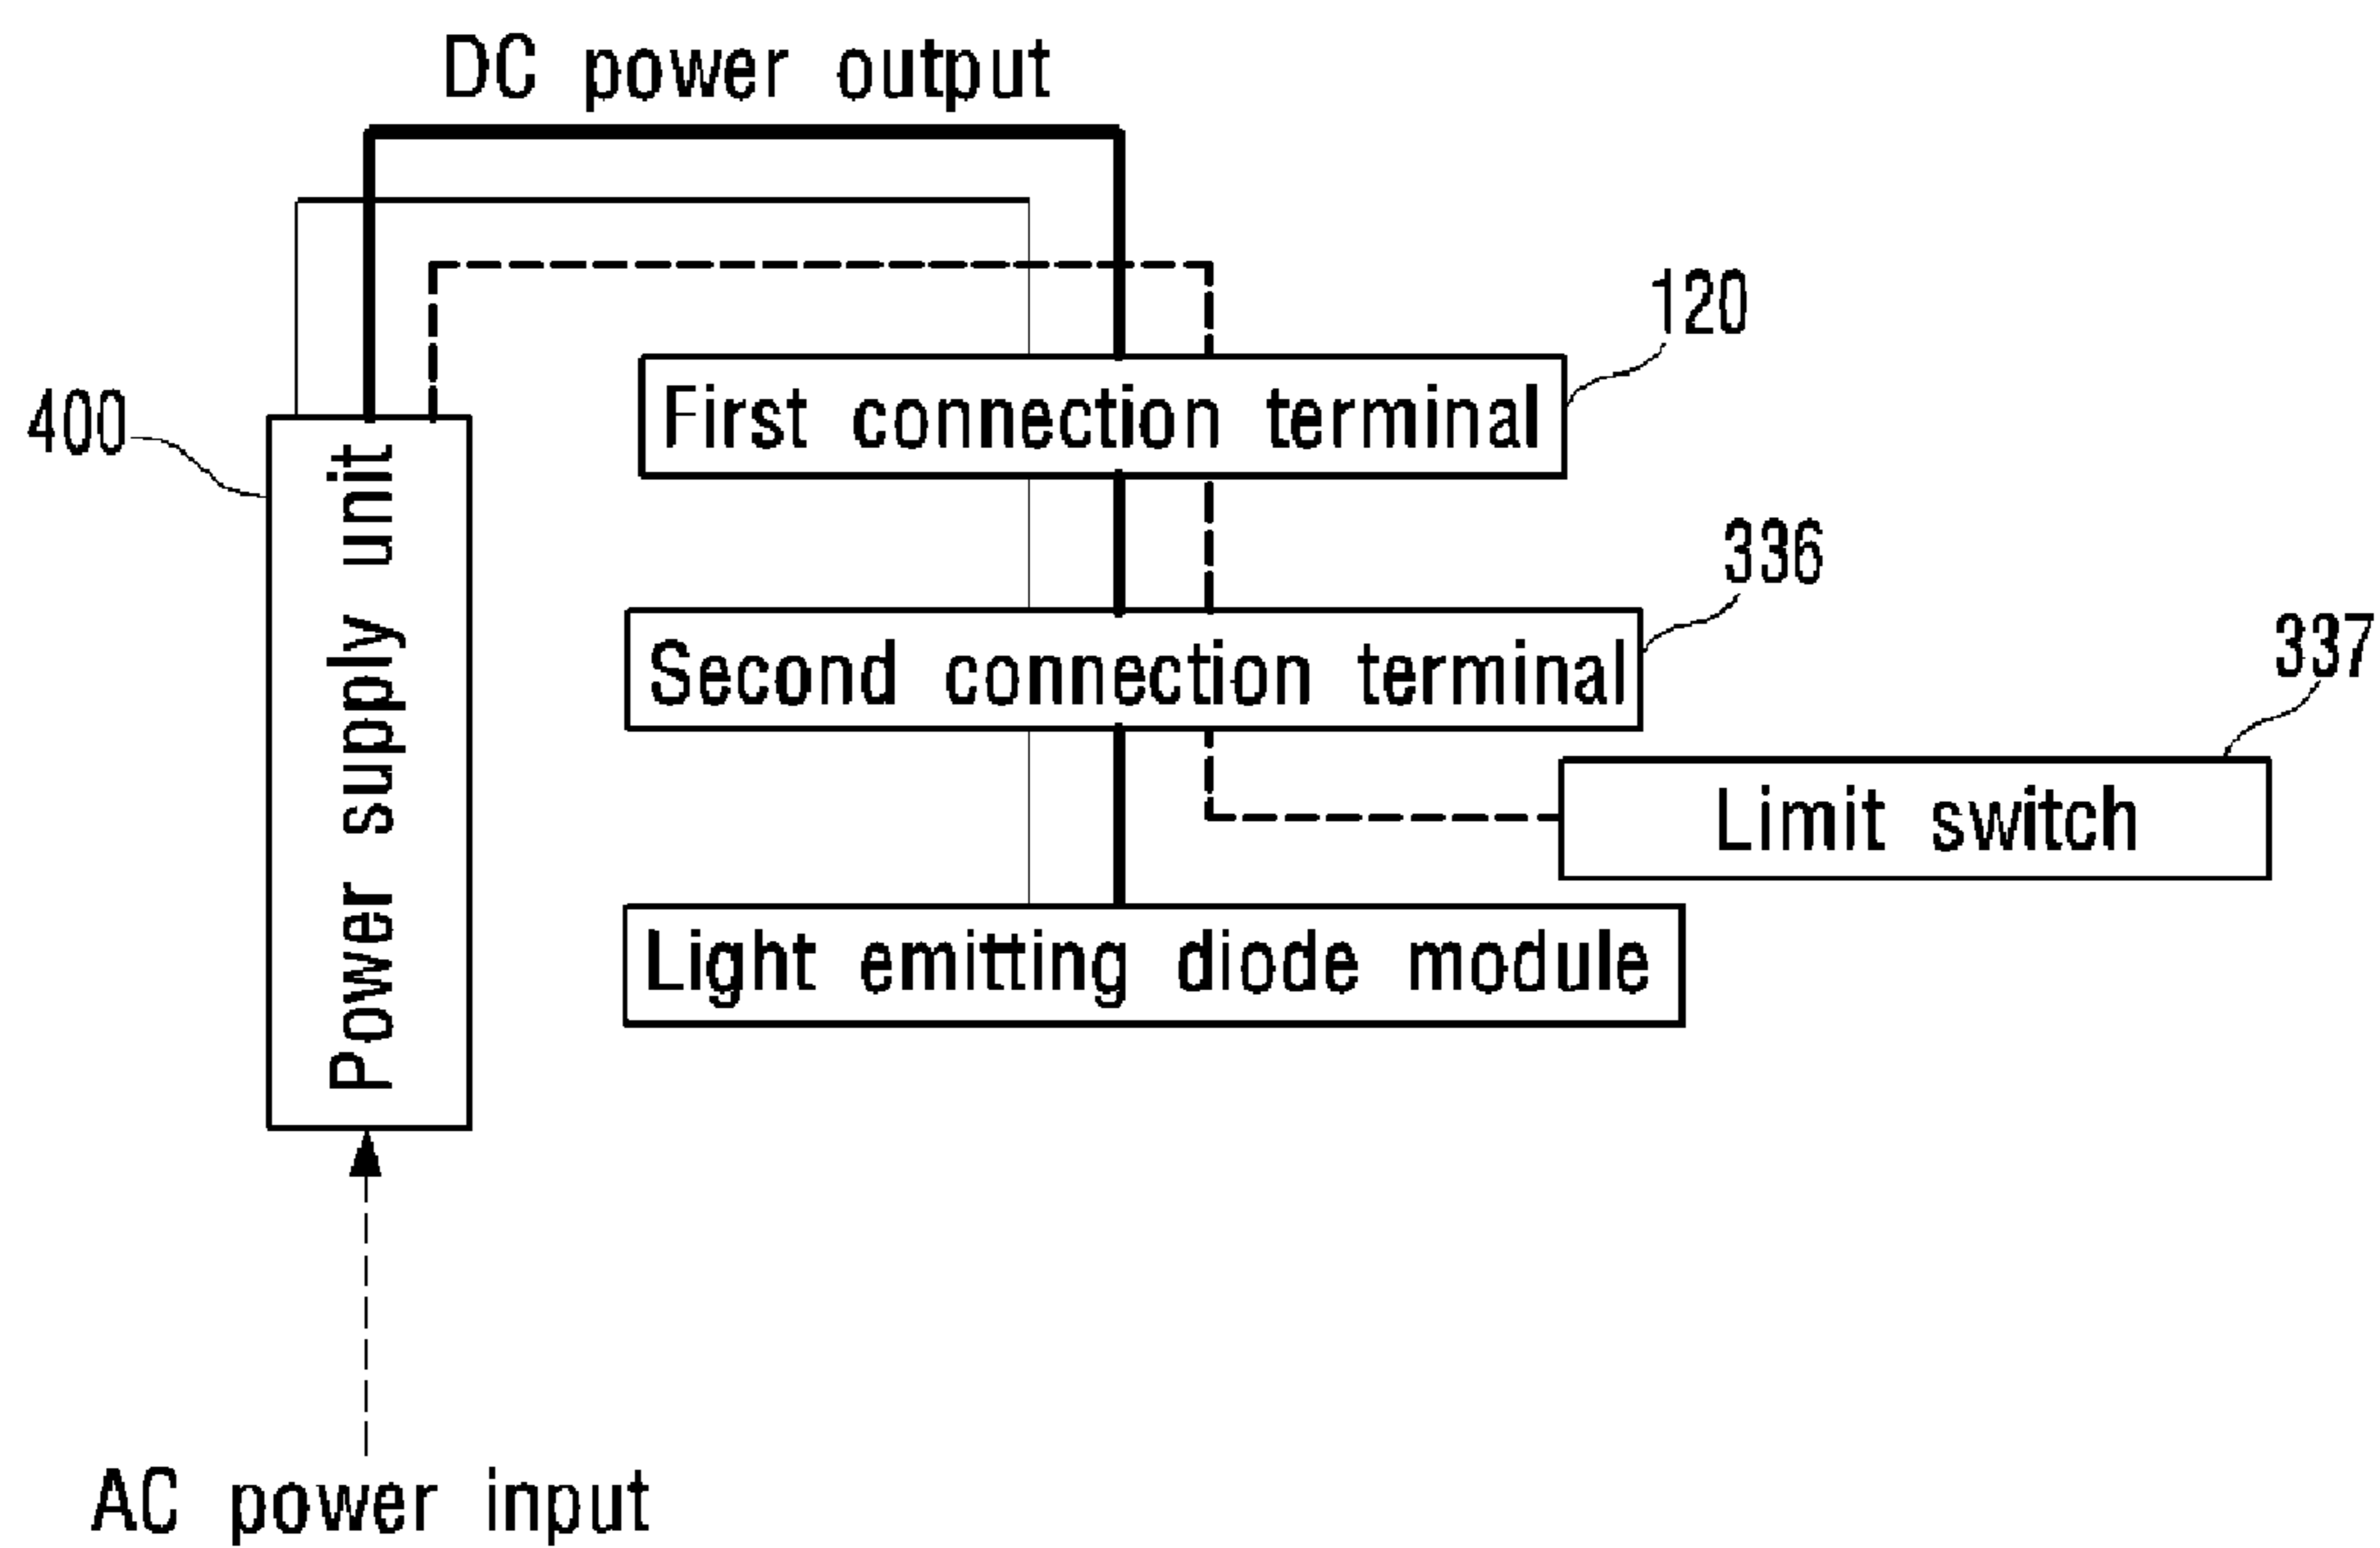 DC power output
120
First connection terminal
400
Power supply unit
336
Second connection terminal
337
Limit switch
Light emitting diode module
AC power input